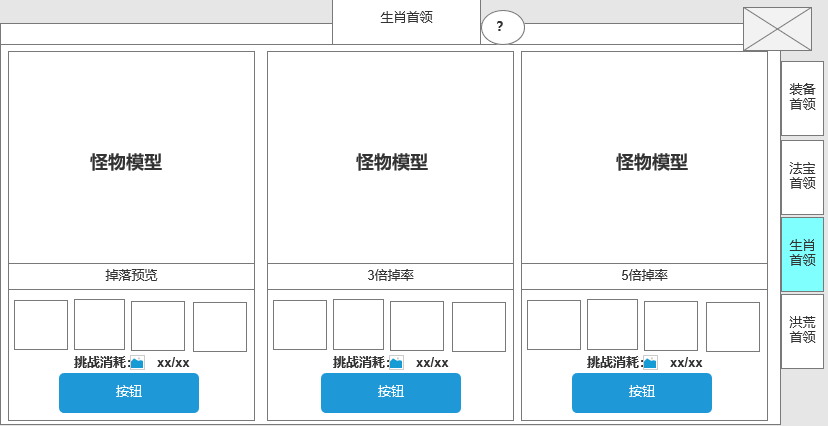 生肖首领
?
怪物模型
怪物模型
怪物模型
掉落预览
3倍掉率
5倍掉率
挑战消耗: xx/xx
挑战消耗: xx/xx
挑战消耗: xx/xx
按钮
按钮
按钮
装备
首领
法宝
首领
生肖
首领
洪荒
首领